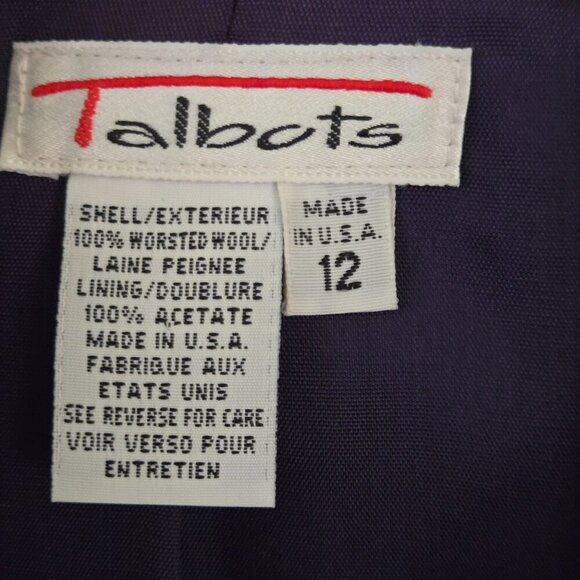 Talbots
SHELL/EXTERIEUR
100% WORSTED WOOL/
LAINE PEIGNEE
LINING/DOUBLURE
100% ACETATE
MADE IN U.S.A.
FABRIQUE AUX
ETATS UNIS
SEE REVERSE FOR CARE
VOIR VERSO POUR
ENTRETIEN
MADE
IN U.S.A.
12